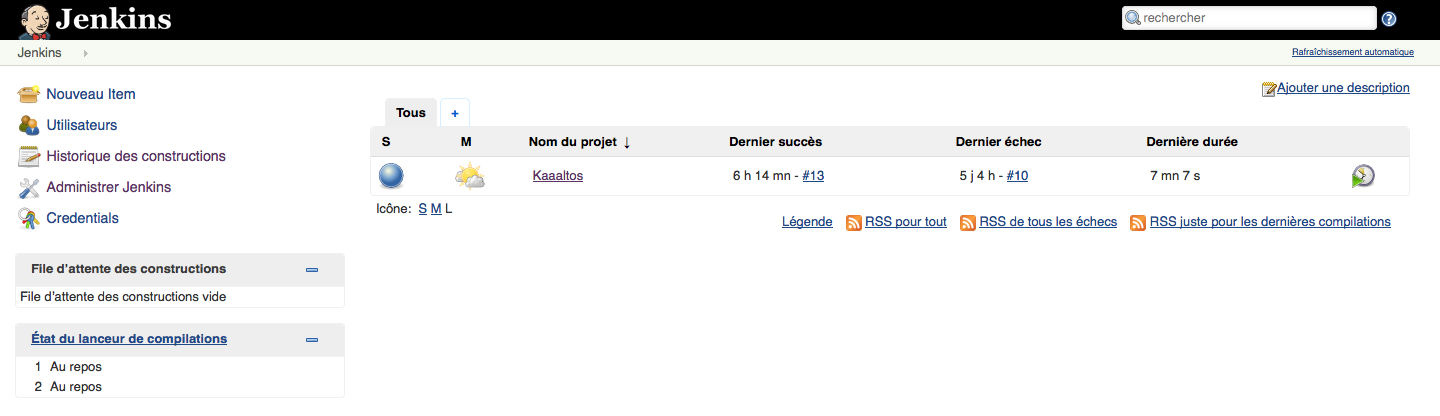 Jenkins
rechercher
Jenkins
Rafraîchissement automatique
Nouveau Item
Utilisateurs
Historique des constructions
Administrer Jenkins
Credentials
File d'attente des constructions
File d'attente des constructions vide
État du lanceur de compilations
1 Au repos
2 Au repos
Ajouter une description
Tous +
S M Nom du projet ↓ Dernier succès Dernier échec Dernière durée
Kaaaltos 6 h 14 mn - #13 5 j 4 h - #10 7 mn 7 s
Icône: S M L
Légende RSS pour tout RSS de tous les échecs RSS juste pour les dernières compilations